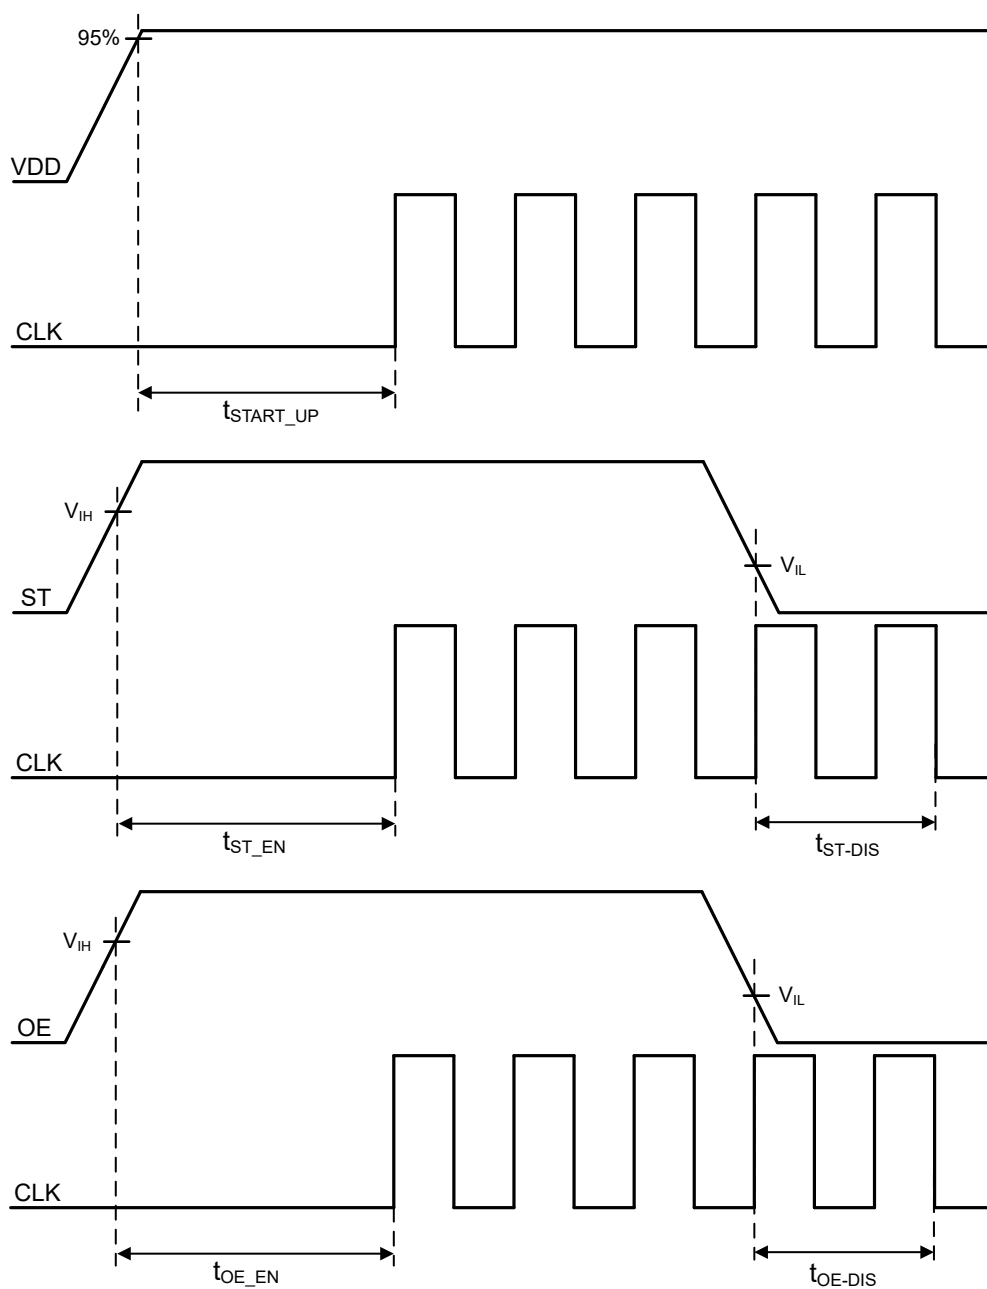 95%
VDD
CLK
tSTART_UP
VIH
VIL
ST
CLK
tST_EN
tST-DIS
VIH
VIL
OE
CLK
tOE_EN
tOE-DIS